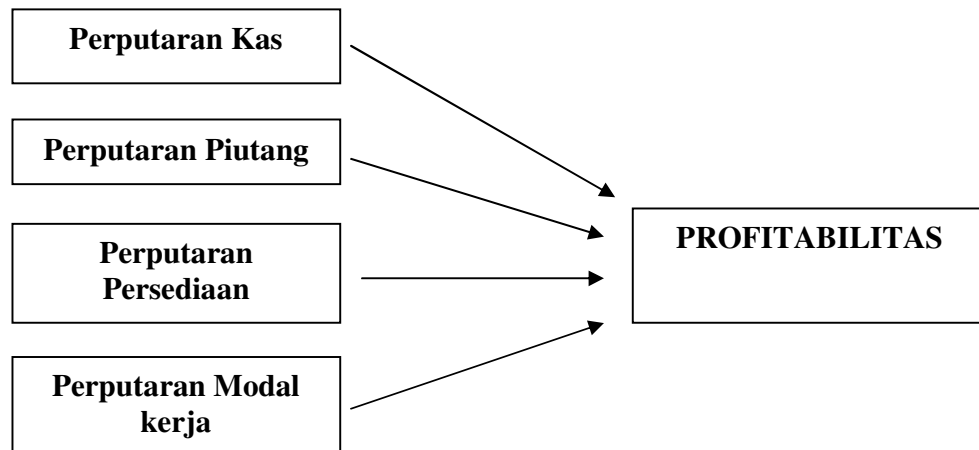 Perputaran Kas
Perputaran Piutang
Perputaran
Persediaan
Perputaran Modal
kerja
PROFITABILITAS